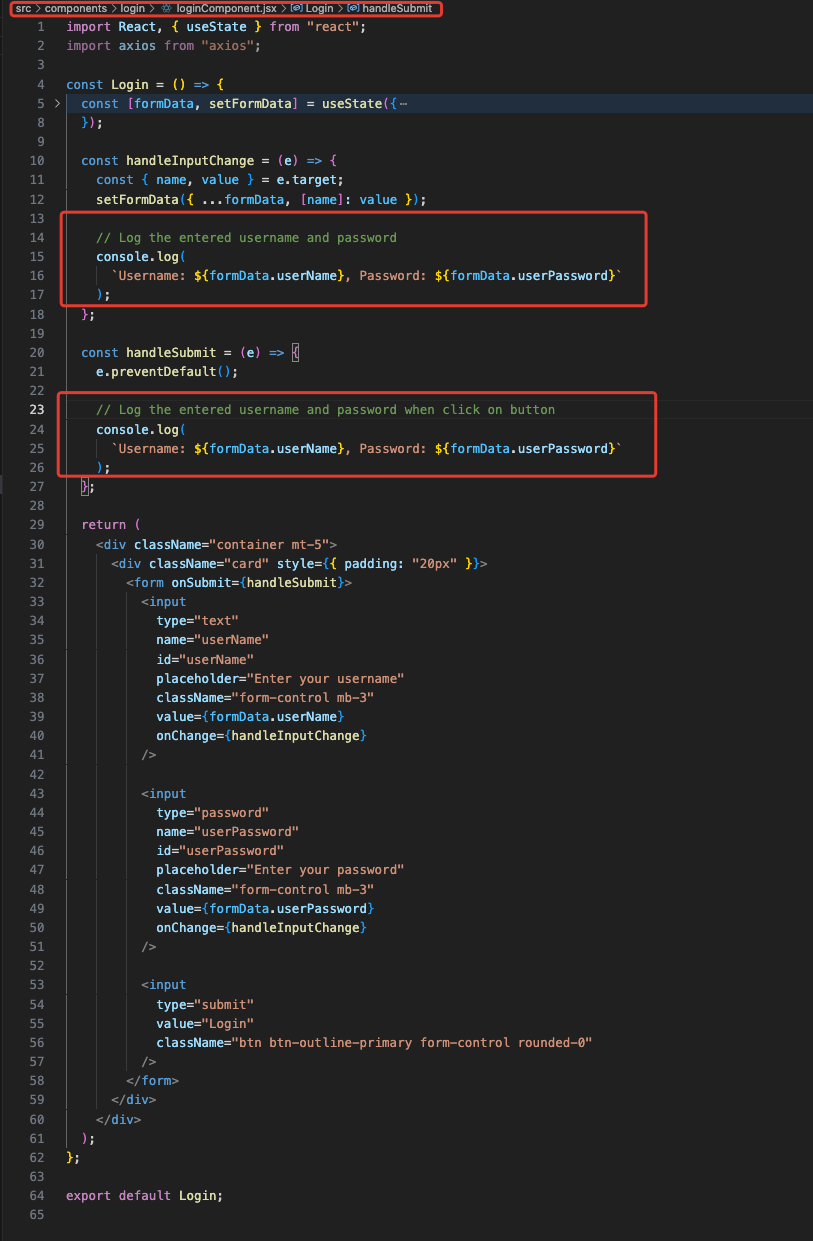 src > components > login > loginComponent.jsx > Login > handleSubmit
1 import React, { useState } from "react";
2 import axios from "axios";
3
4 const Login = () => {
5 > const [formData, setFormData] = useState({ ⋯
8 });
9
10 const handleInputChange = (e) => {
11 const { name, value } = e.target;
12 setFormData({ ...formData, [name]: value });
13
14 // Log the entered username and password
15 console.log(
16 `Username: ${formData.userName}, Password: ${formData.userPassword}`
17 );
18 };
19
20 const handleSubmit = (e) => {
21 e.preventDefault();
22
23 // Log the entered username and password when click on button
24 console.log(
25 `Username: ${formData.userName}, Password: ${formData.userPassword}`
26 );
27 };
28
29 return (
30 <div className="container mt-5">
31 <div className="card" style={{ padding: "20px" }}>
32 <form onSubmit={handleSubmit}>
33 <input
34 type="text"
35 name="userName"
36 id="userName"
37 placeholder="Enter your username"
38 className="form-control mb-3"
39 value={formData.userName}
40 onChange={handleInputChange}
41 />
42
43 <input
44 type="password"
45 name="userPassword"
46 id="userPassword"
47 placeholder="Enter your password"
48 className="form-control mb-3"
49 value={formData.userPassword}
50 onChange={handleInputChange}
51 />
52
53 <input
54 type="submit"
55 value="Login"
56 className="btn btn-outline-primary form-control rounded-0"
57 />
58 </form>
59 </div>
60 </div>
61 );
62 };
63
64 export default Login;
65